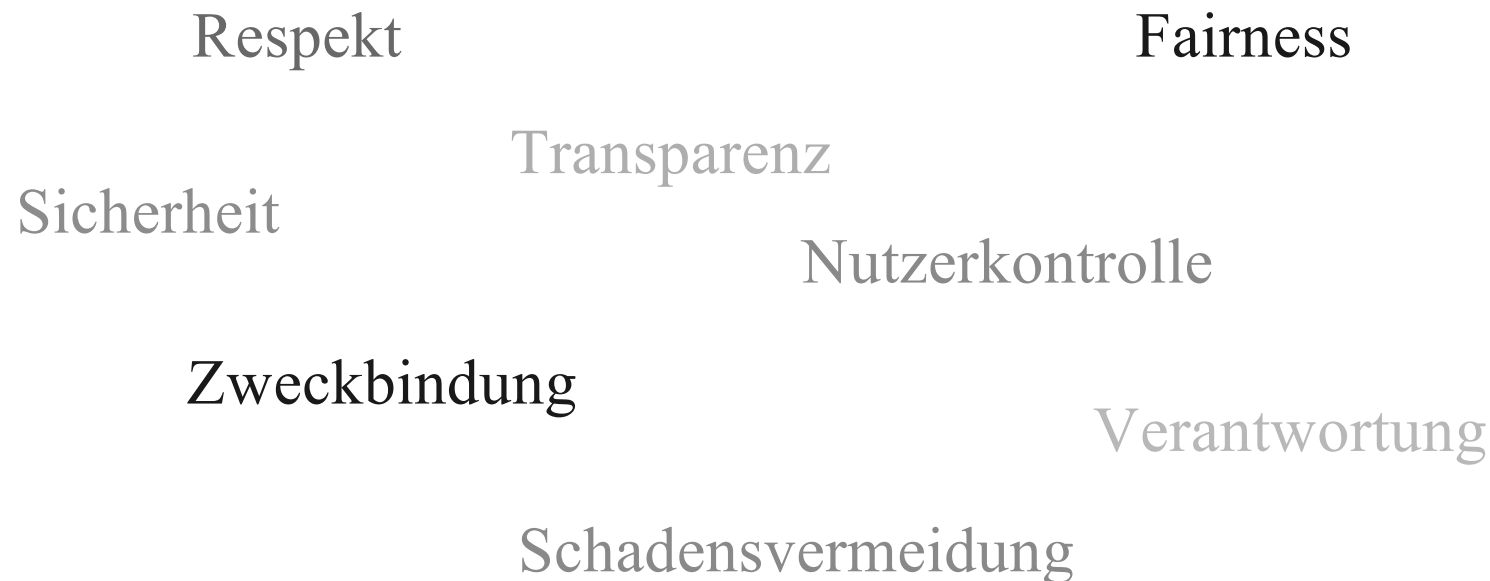 Respekt
Fairness
Transparenz
Sicherheit
Nutzerkontrolle
Zweckbindung
Verantwortung
Schadensvermeidung